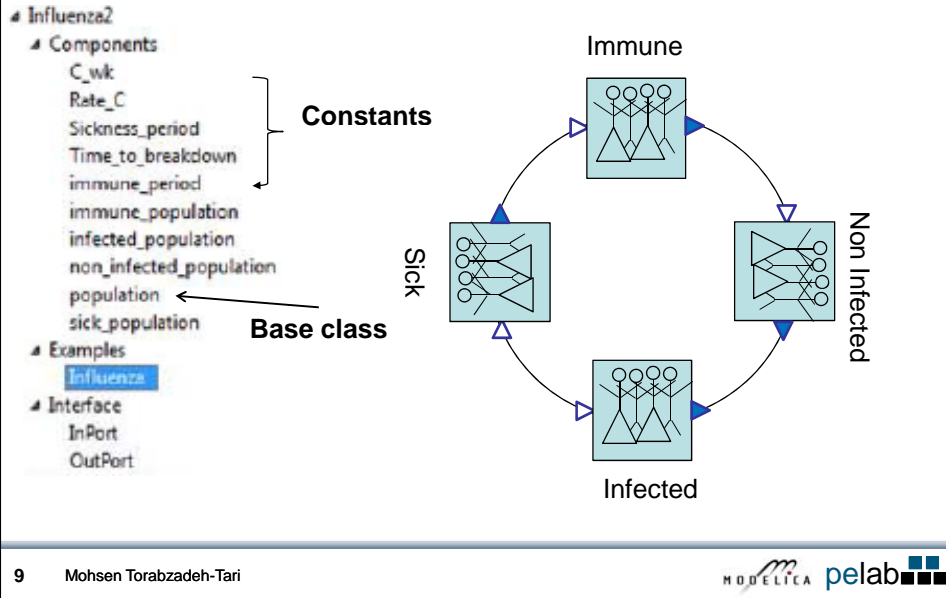 Influenza2
Components
C_wk
Rate_C
Sickness_period
Time_to_breakdown
immune_period
immune_population
infected_population
non_infected_population
population
sick_population
Examples
Influenza
Interface
InPort
OutPort
Constants
Base class
Immune
Sick
Non Infected
Infected
9 Mohsen Torabzadeh-Tari
MODELICA pelab